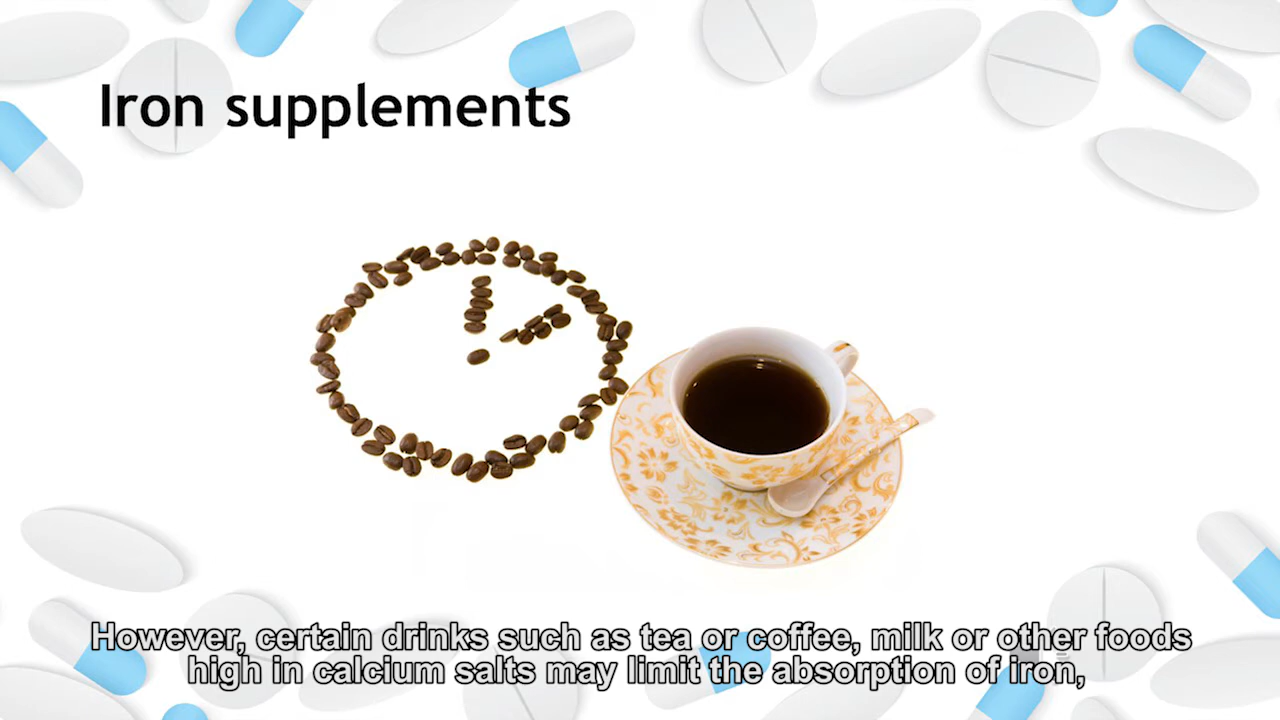 Iron supplements
However, certain drinks such as tea or coffee, milk or other foods
high in calcium salts may limit the absorption of iron,